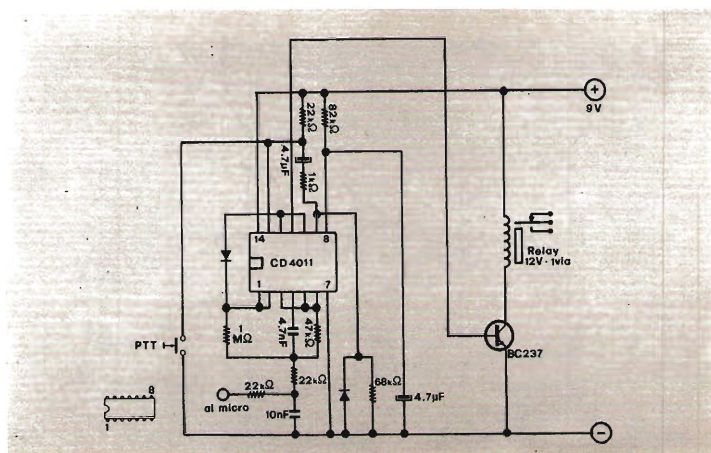 +
9V
22kΩ
82kΩ
4.7µF
1kΩ
14
8
CD4011
1
7
Relay
12V - 1via
1
MΩ
4.7nF
47kΩ
PTT
BC237
22kΩ
22kΩ
al micro
10nF
68kΩ
4.7µF
8
1
−